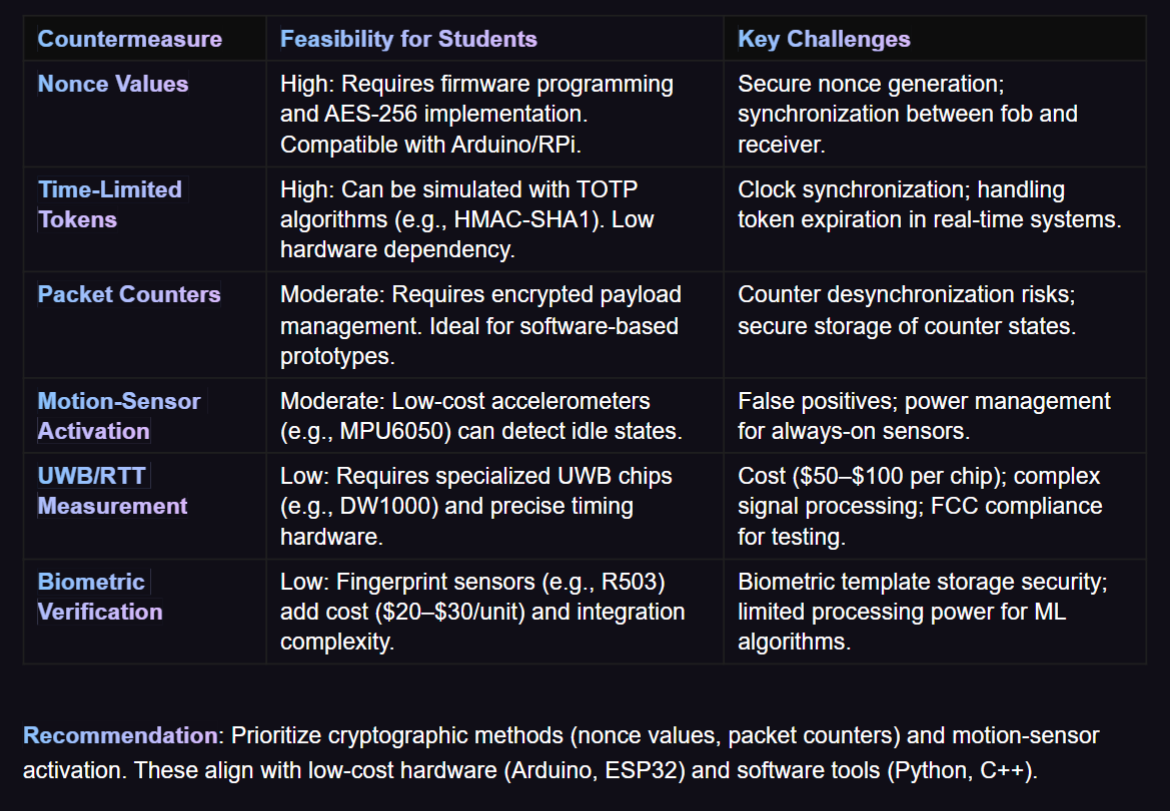 Countermeasure
Feasibility for Students
Key Challenges
Nonce Values
High: Requires firmware programming
and AES-256 implementation.
Compatible with Arduino/RPi.
Secure nonce generation;
synchronization between fob and
receiver.
Time-Limited
Tokens
High: Can be simulated with TOTP
algorithms (e.g., HMAC-SHA1). Low
hardware dependency.
Clock synchronization; handling
token expiration in real-time systems.
Packet Counters
Moderate: Requires encrypted payload
management. Ideal for software-based
prototypes.
Counter desynchronization risks;
secure storage of counter states.
Motion-Sensor
Activation
Moderate: Low-cost accelerometers
(e.g., MPU6050) can detect idle states.
False positives; power management
for always-on sensors.
UWB/RTT
Measurement
Low: Requires specialized UWB chips
(e.g., DW1000) and precise timing
hardware.
Cost ($50–$100 per chip); complex
signal processing; FCC compliance
for testing.
Biometric
Verification
Low: Fingerprint sensors (e.g., R503)
add cost ($20–$30/unit) and integration
complexity.
Biometric template storage security;
limited processing power for ML
algorithms.
Recommendation: Prioritize cryptographic methods (nonce values, packet counters) and motion-sensor
activation. These align with low-cost hardware (Arduino, ESP32) and software tools (Python, C++).